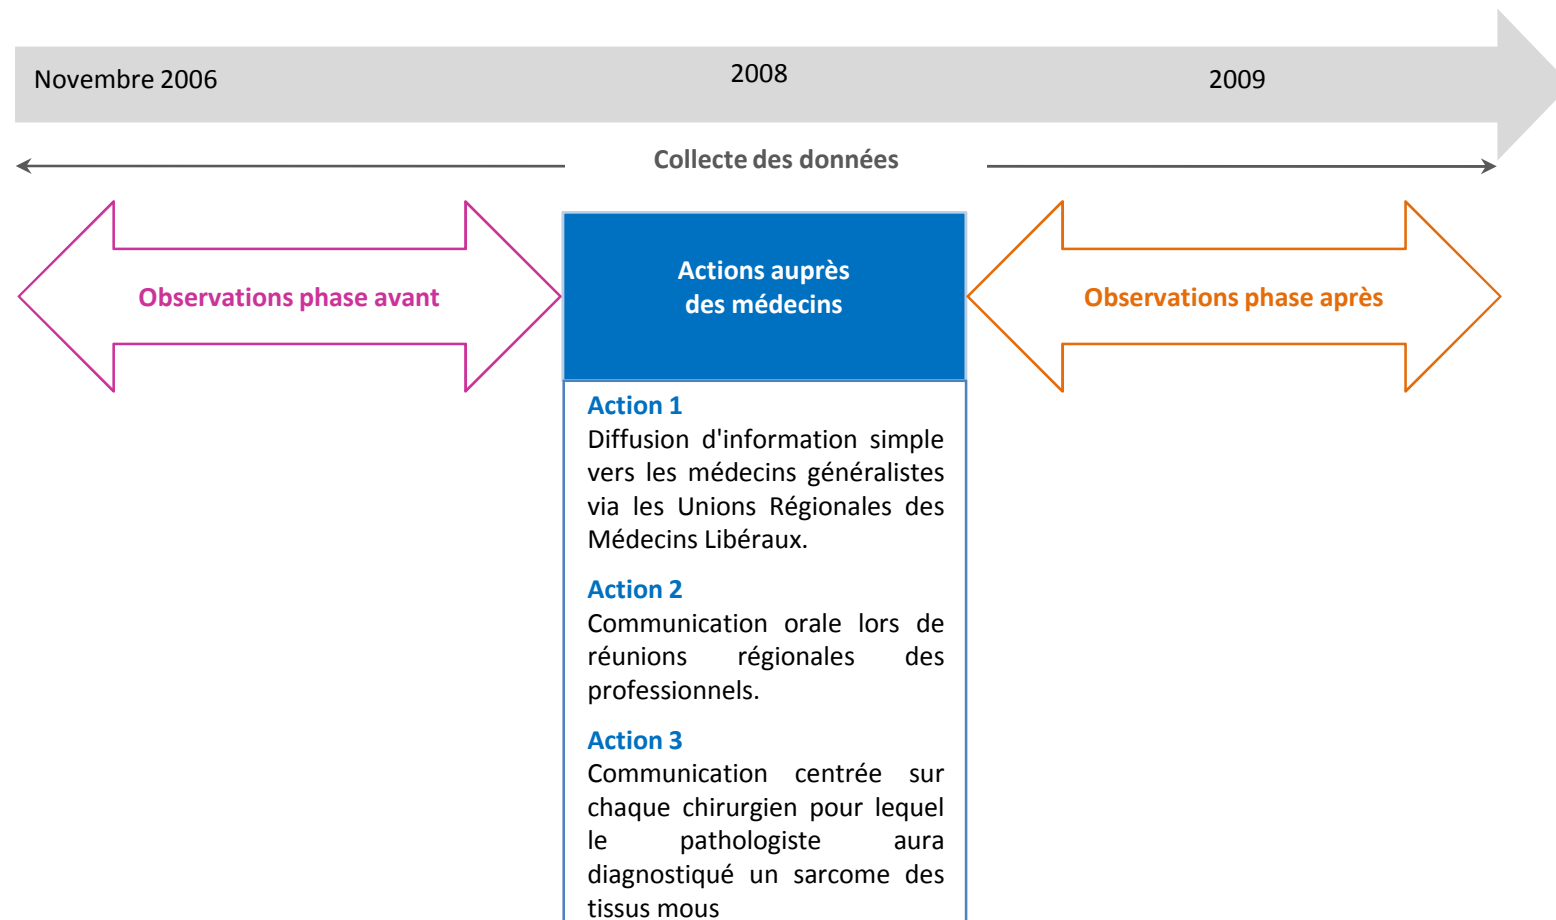 Novembre 2006
2008
2009
Collecte des données
Observations phase avant
Actions auprès
des médecins
Observations phase après
Action 1
Diffusion d'information simple
vers les médecins généralistes
via les Unions Régionales des
Médecins Libéraux.
Action 2
Communication orale lors de
réunions régionales des
professionnels.
Action 3
Communication centrée sur
chaque chirurgien pour lequel
le pathologiste aura
diagnostiqué un sarcome des
tissus mous